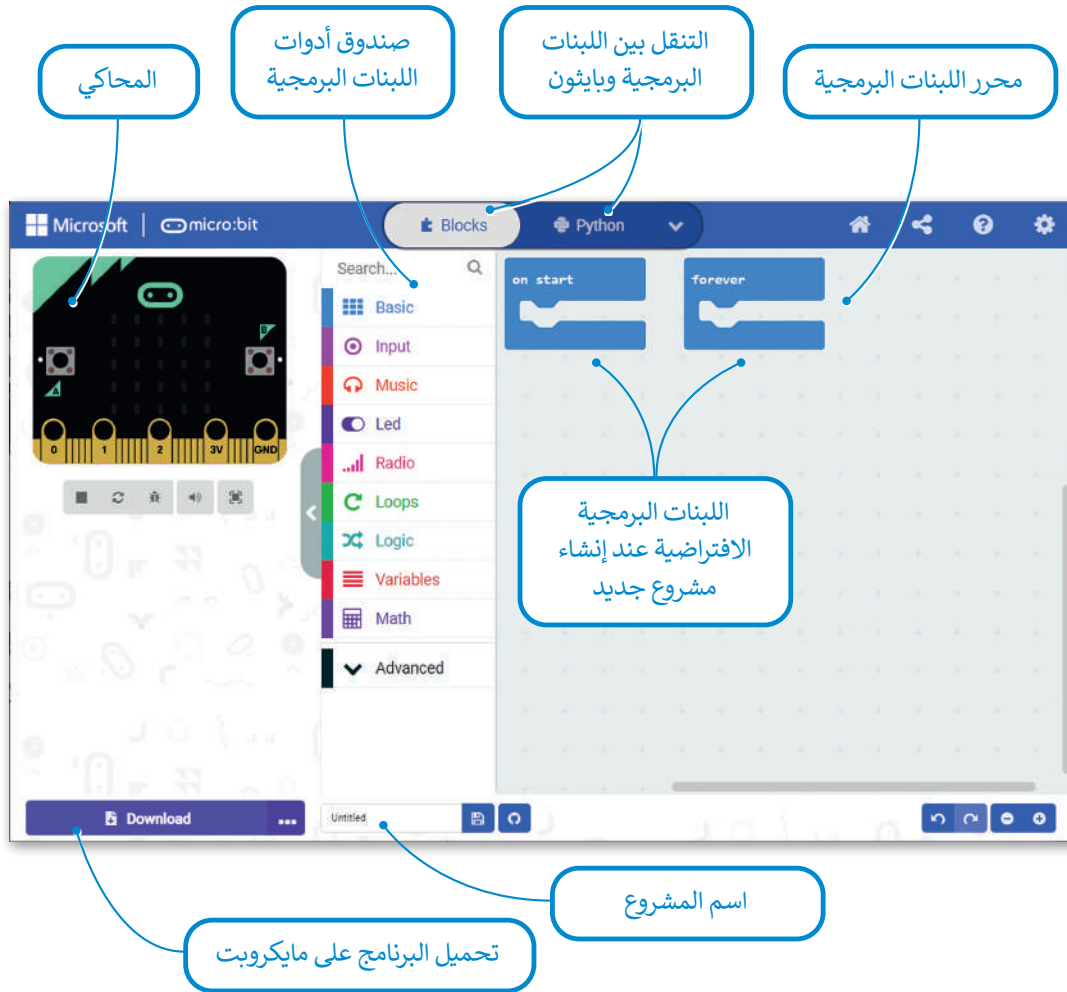 محرر اللبنات البرمجية
التنقل بين اللبنات
البرمجية وبايثون
صندوق أدوات
اللبنات البرمجية
المحاكي
Microsoft | micro:bit
Blocks
Python
Search...
Basic
Input
Music
Led
Radio
Loops
Logic
Variables
Math
Advanced
on start
forever
A
B
0
1
2
3V
GND
اللبنات البرمجية
الافتراضية عند إنشاء
مشروع جديد
Download
Untitled
اسم المشروع
تحميل البرنامج على مايكروبت